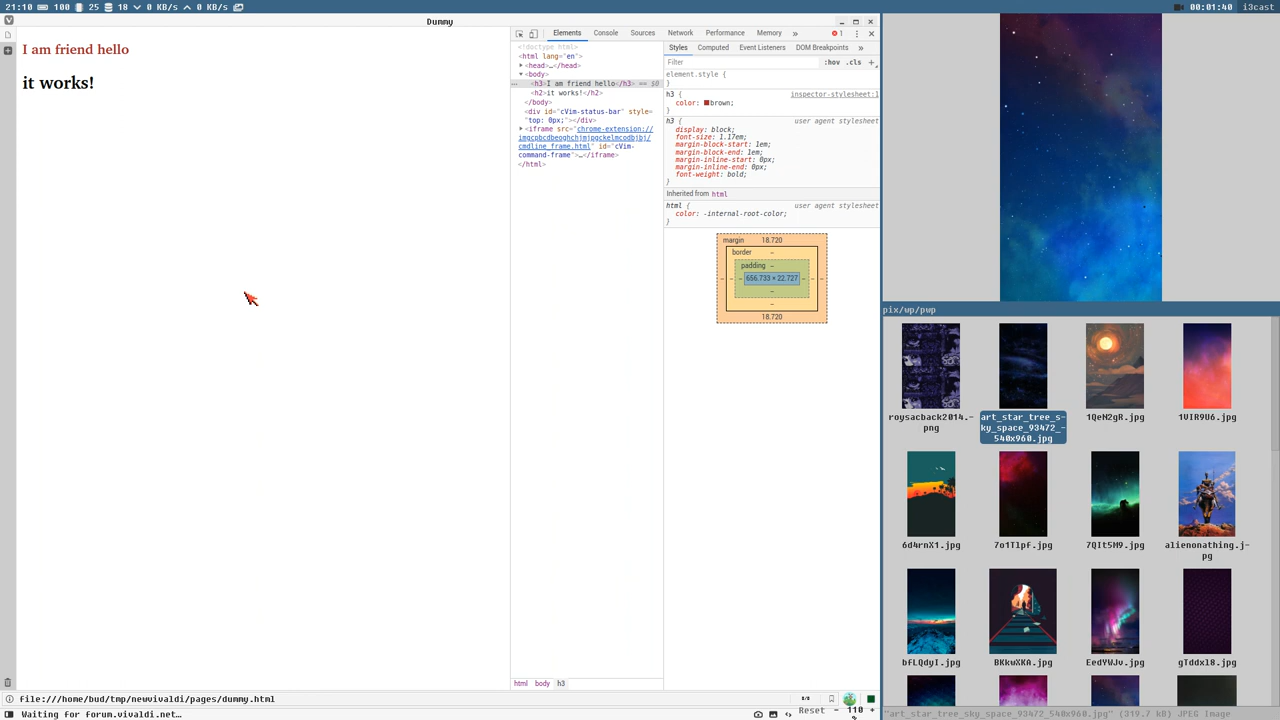 21:10 100 25 18 0 KB/s 0 KB/s 00:01:40 i3cast
Dummy
I am friend hello
it works!
Elements Console Sources Network Performance Memory » 1
<!doctype html>
<html lang="en">
<head>…</head>
<body>
… <h3>I am friend hello</h3> == $0
<h2>it works!</h2>
</body>
<div id="cVim-status-bar" style=
"top: 0px;"></div>
<iframe src="chrome-extension://
imgcpbcdbeoghchjmjpgckelmcodbjbj/
cmdline_frame.html" id="cVim-
command-frame">…</iframe>
</html>
html body h3
Styles Computed Event Listeners DOM Breakpoints »
Filter :hov .cls +
element.style {
}
h3 { inspector-stylesheet:1
color: brown;
}
h3 { user agent stylesheet
display: block;
font-size: 1.17em;
margin-block-start: 1em;
margin-block-end: 1em;
margin-inline-start: 0px;
margin-inline-end: 0px;
font-weight: bold;
}
Inherited from html
html { user agent stylesheet
color: -internal-root-color;
}
margin 18.720
border –
padding –
– – – 656.733 × 22.727 – – –
–
–
18.720
pix/wp/pwp
roysacback2014.-
png
art_star_tree_s-
ky_space_93472_-
540x960.jpg
1QeN2gR.jpg
1VIR9U6.jpg
6d4rnX1.jpg
7o1Tlpf.jpg
7QIt5M9.jpg
alienonathing.j-
pg
bfLQdyI.jpg
BKkwXKA.jpg
EedYWJv.jpg
gTddxl8.jpg
file:///home/bud/tmp/newvivaldi/pages/dummy.html
Waiting for forum.vivaldi.net… Reset - 110 +
"art_star_tree_sky_space_93472_540x960.jpg" (319.7 kB) JPEG Image